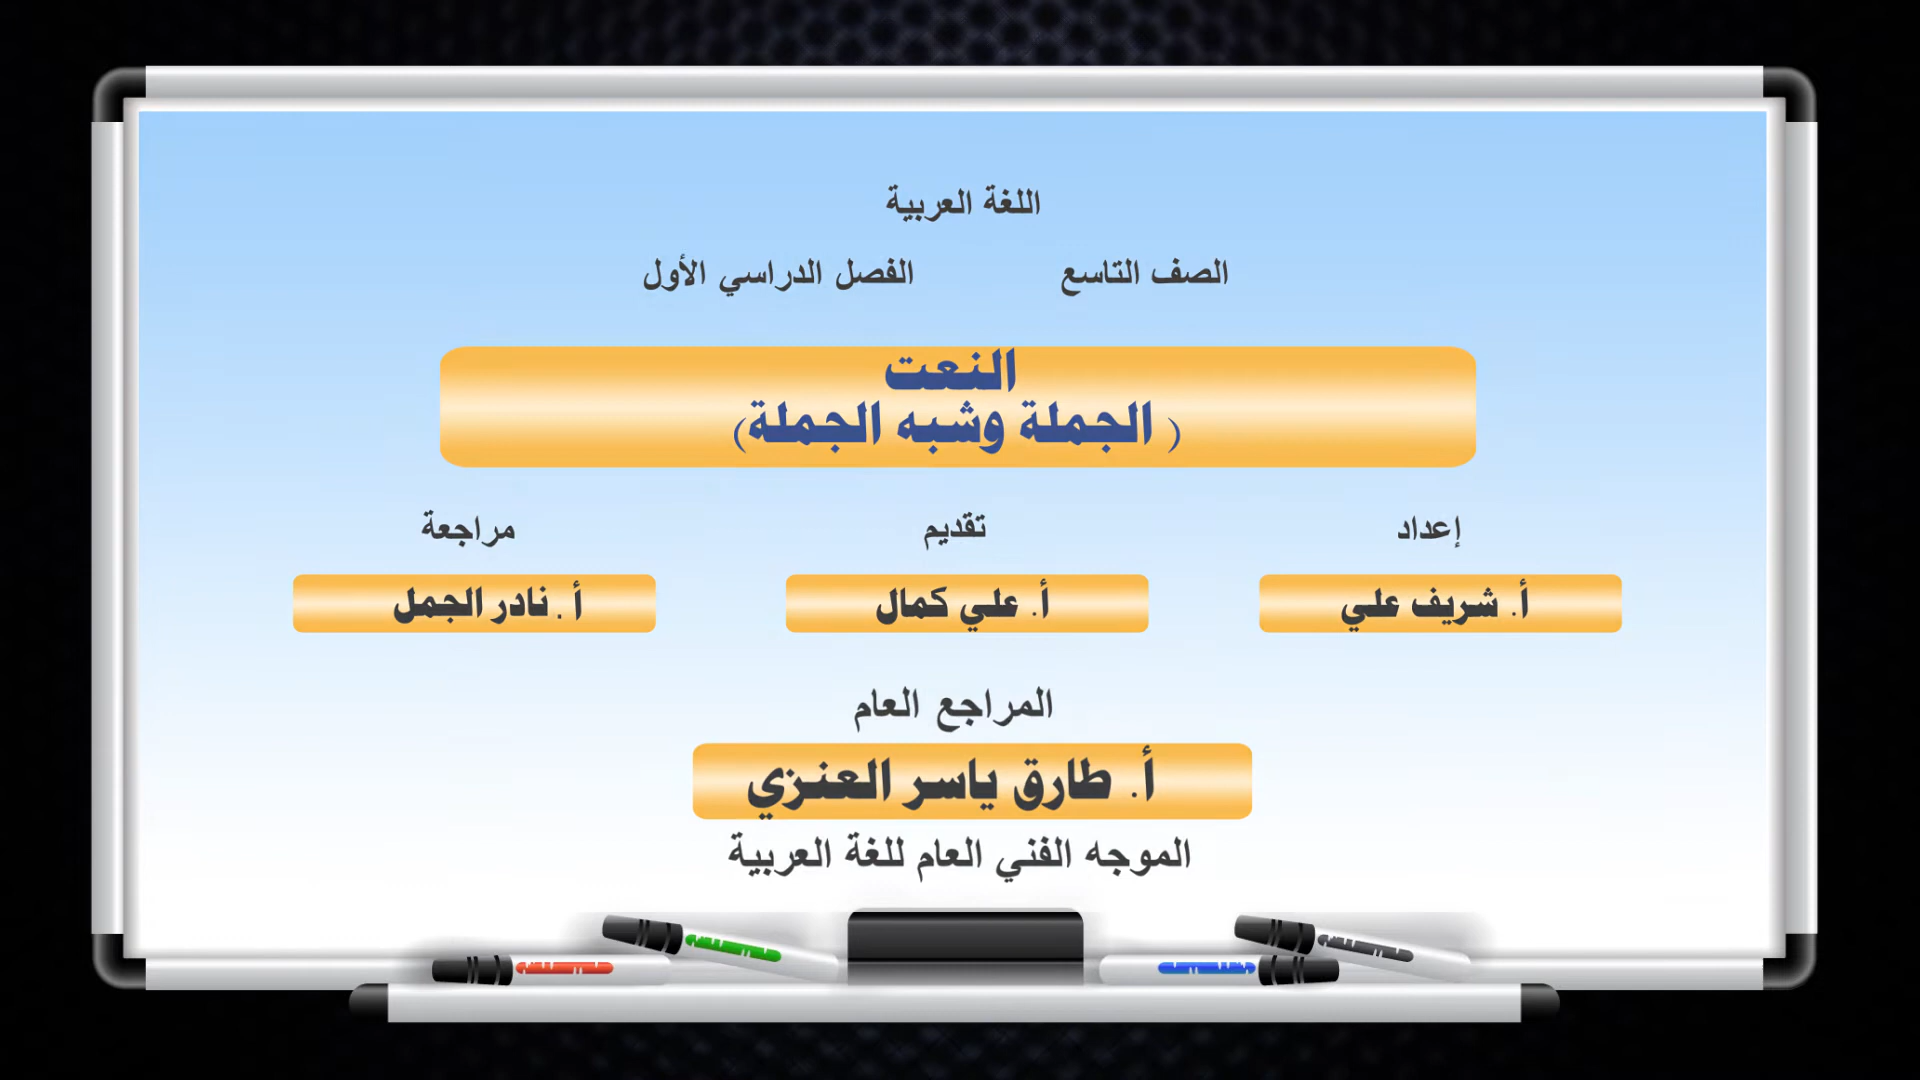 اللغة العربية
الصف التاسع الفصل الدراسي الأول
النعت
( الجملة وشبه الجملة)
إعداد تقديم مراجعة
أ. شريف علي أ. علي كمال أ . نادر الجمل
المراجع العام
أ. طارق ياسر العنزي
الموجه الفني العام للغة العربية